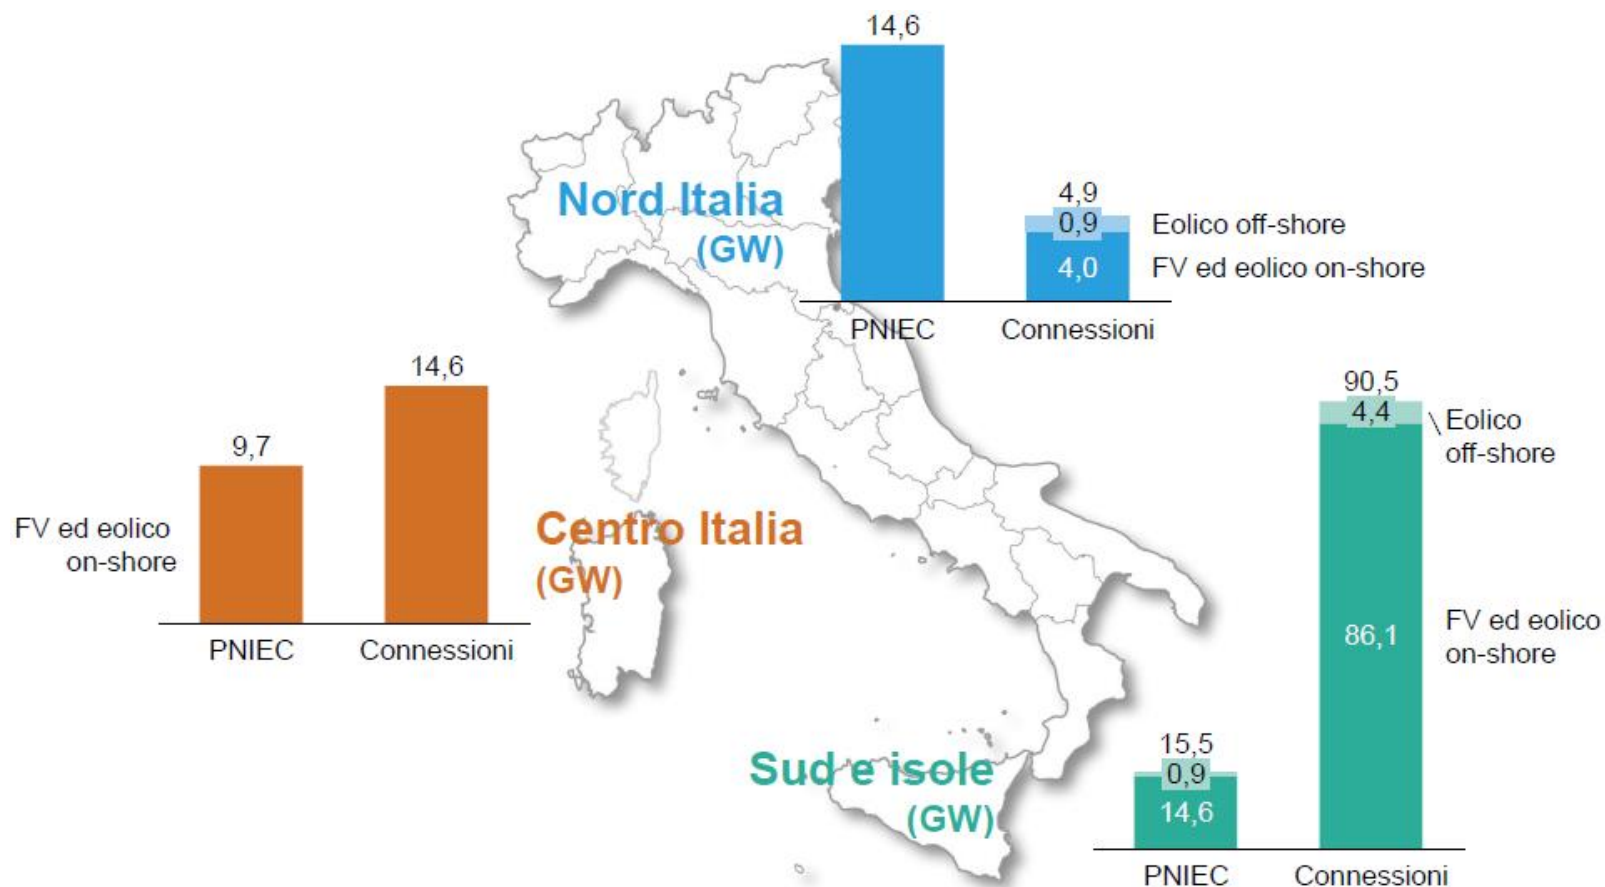 14,6
4,9
0,9
4,0
Eolico off-shore
FV ed eolico on-shore
PNIEC
Connessioni
Nord Italia
(GW)
14,6
9,7
FV ed eolico
on-shore
PNIEC
Connessioni
Centro Italia
(GW)
90,5
4,4
Eolico
off-shore
86,1
FV ed eolico
on-shore
15,5
0,9
14,6
PNIEC
Connessioni
Sud e isole
(GW)